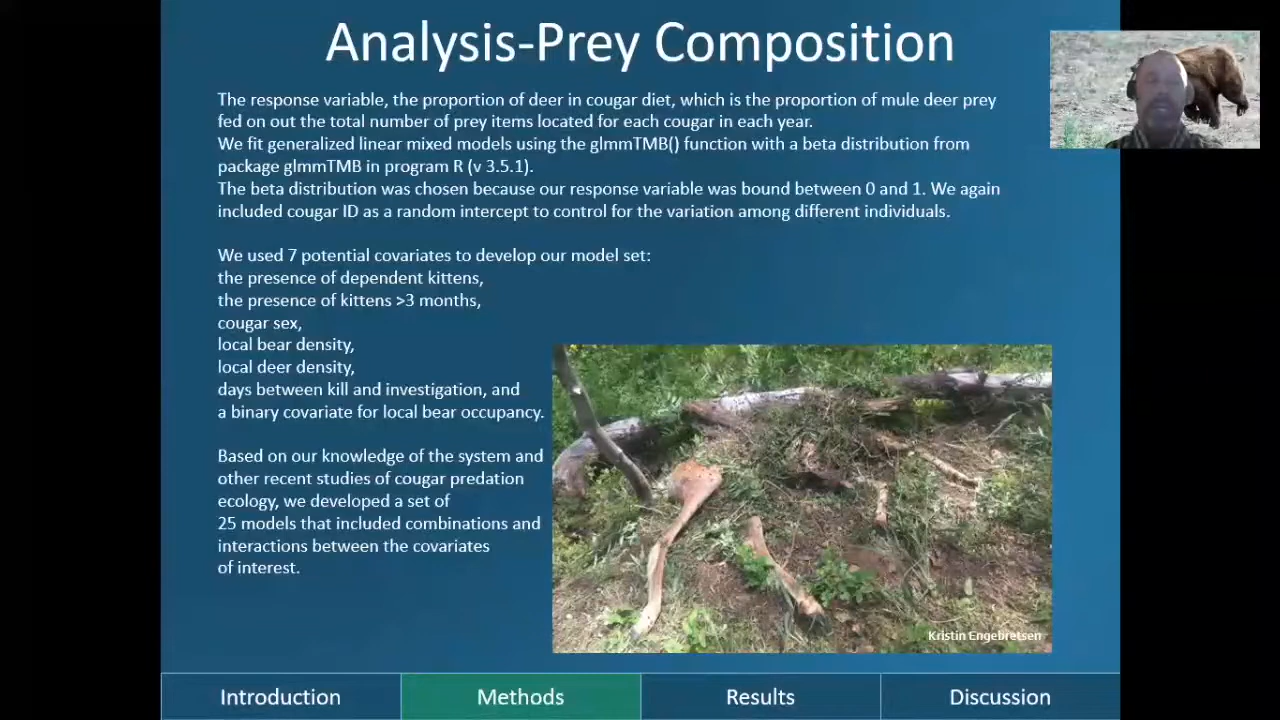 Analysis-Prey Composition
The response variable, the proportion of deer in cougar diet, which is the proportion of mule deer prey
fed on out the total number of prey items located for each cougar in each year.
We fit generalized linear mixed models using the glmmTMB() function with a beta distribution from
package glmmTMB in program R (v 3.5.1).
The beta distribution was chosen because our response variable was bound between 0 and 1. We again
included cougar ID as a random intercept to control for the variation among different individuals.
We used 7 potential covariates to develop our model set:
the presence of dependent kittens,
the presence of kittens >3 months,
cougar sex,
local bear density,
local deer density,
days between kill and investigation, and
a binary covariate for local bear occupancy.
Based on our knowledge of the system and
other recent studies of cougar predation
ecology, we developed a set of
25 models that included combinations and
interactions between the covariates
of interest.
Kristin Engebretsen
Introduction
Methods
Results
Discussion